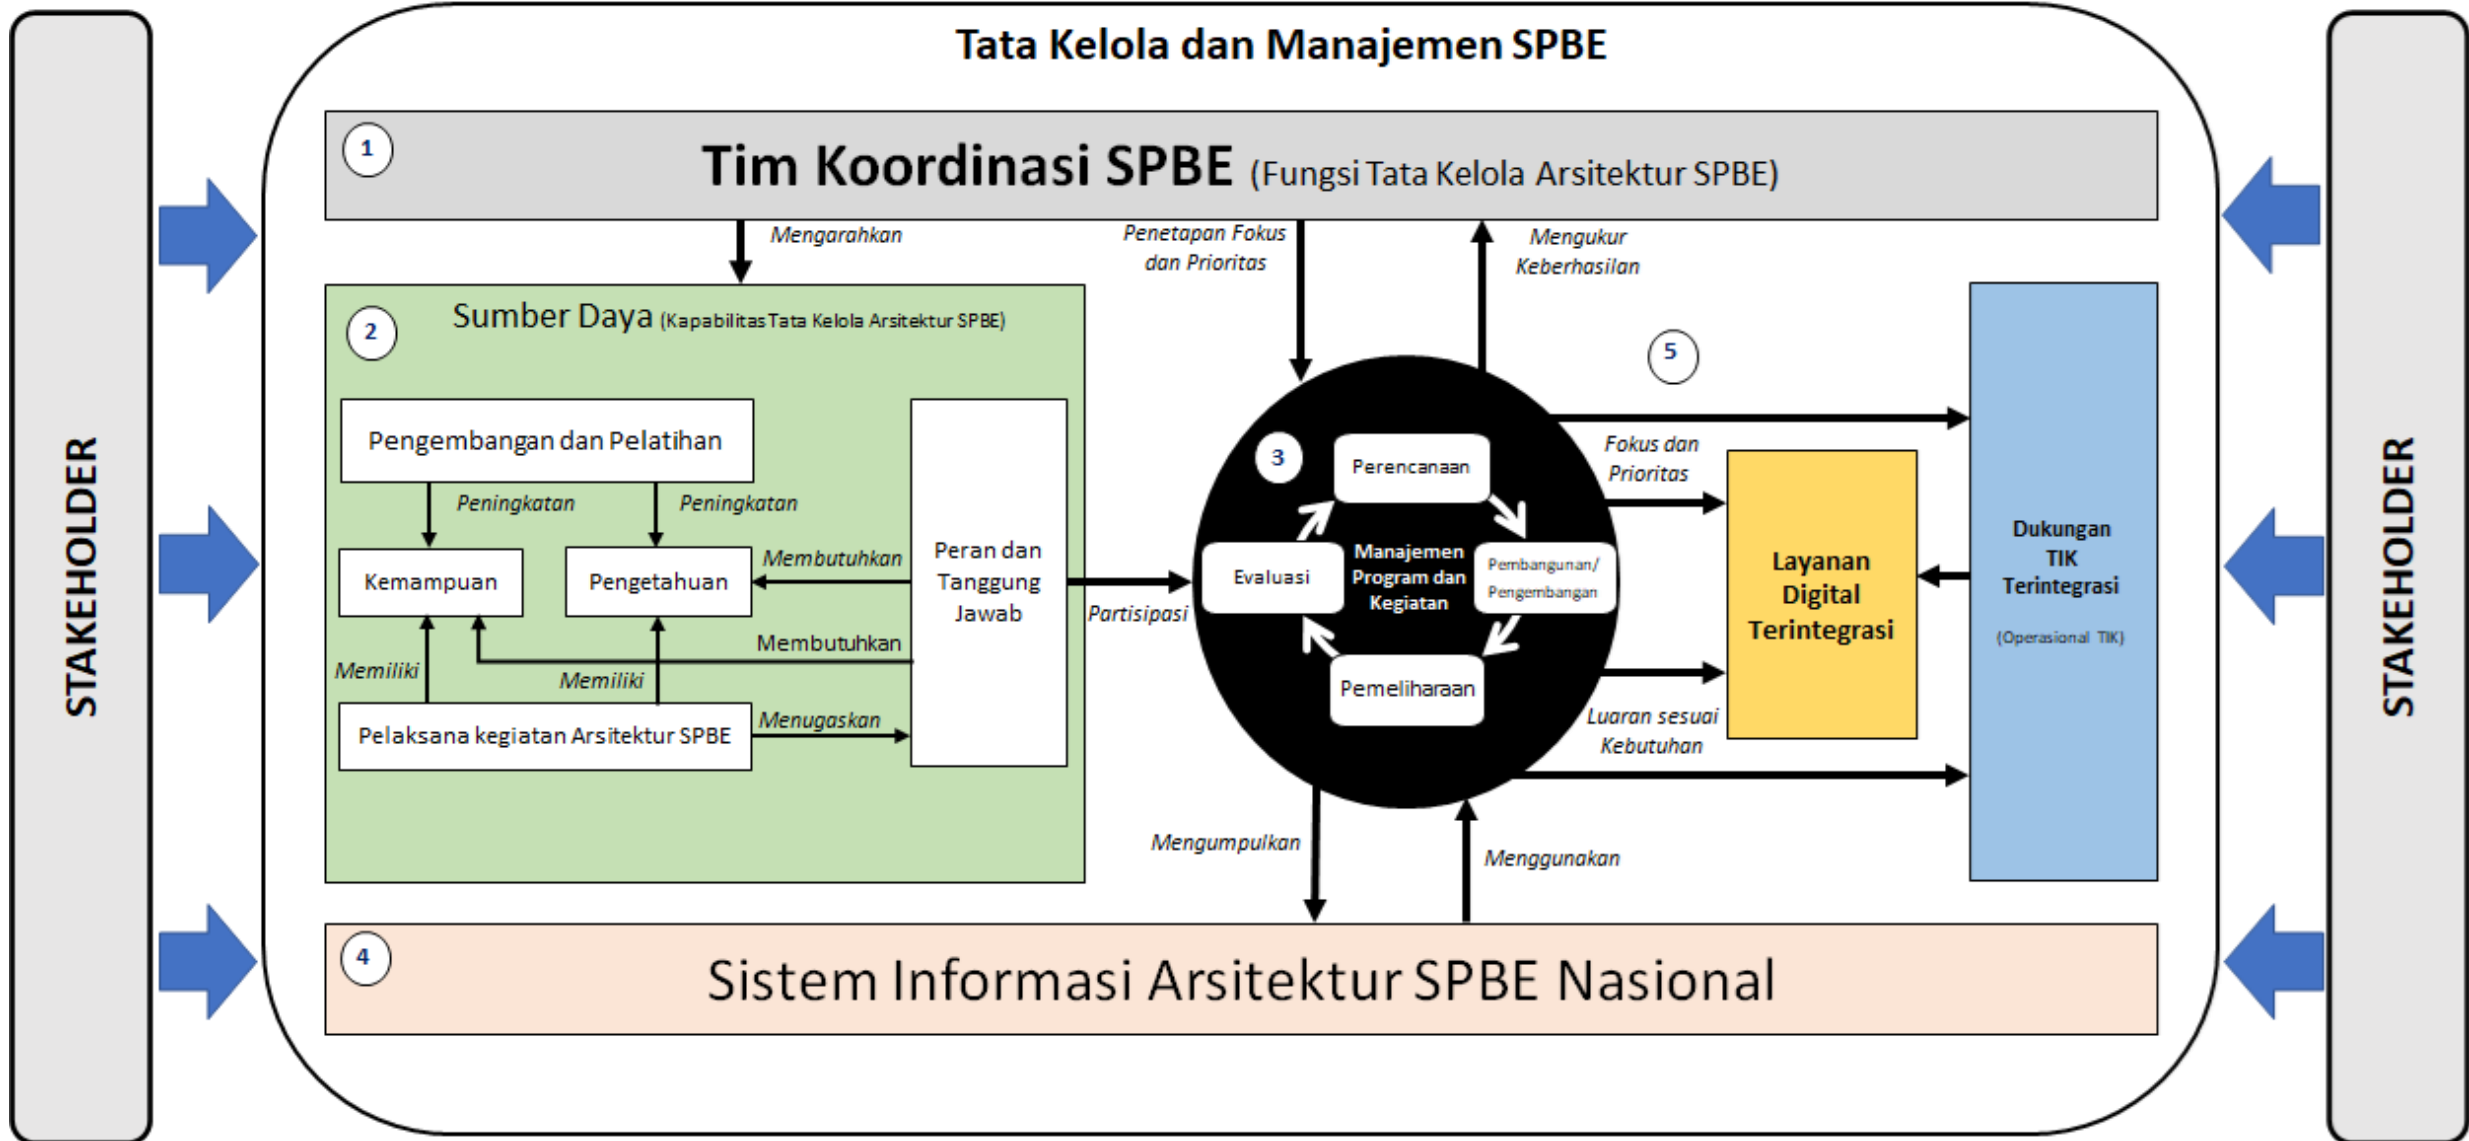 Tata Kelola dan Manajemen SPBE
STAKEHOLDER
1
Tim Koordinasi SPBE (Fungsi Tata Kelola Arsitektur SPBE)
Mengarahkan
Penetapan Fokus
dan Prioritas
Mengukur
Keberhasilan
2
Sumber Daya (Kapabilitas Tata Kelola Arsitektur SPBE)
Pengembangan dan Pelatihan
Peningkatan
Peningkatan
Kemampuan
Pengetahuan
Membutuhkan
Membutuhkan
Peran dan
Tanggung
Jawab
Memiliki
Memiliki
Pelaksana kegiatan Arsitektur SPBE
Menugaskan
Partisipasi
3
Perencanaan
Evaluasi
Manajemen
Program dan
Kegiatan
Pembangunan/
Pengembangan
Pemeliharaan
5
Fokus dan
Prioritas
Layanan
Digital
Terintegrasi
Luaran sesuai
Kebutuhan
Dukungan
TIK
Terintegrasi
(Operasional TIK)
Mengumpulkan
Menggunakan
4
Sistem Informasi Arsitektur SPBE Nasional
STAKEHOLDER